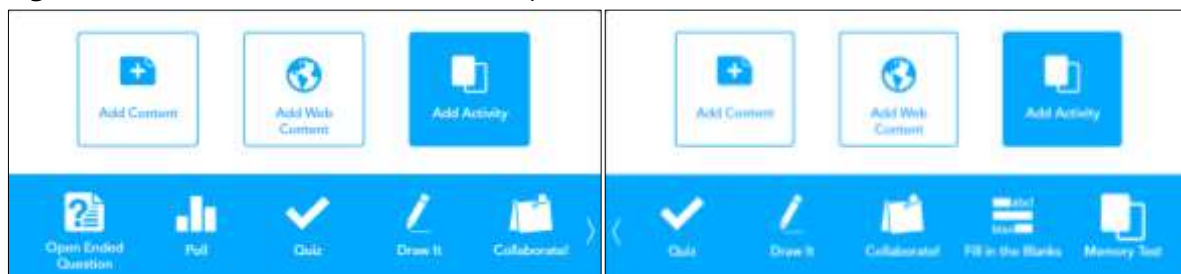 Add Content
Add Web
Content
Add Activity
Open Ended
Question
Poll
Quiz
Draw It
Collaborate!
Add Content
Add Web
Content
Add Activity
Quiz
Draw It
Collaborate!
Fill in the Blanks
Memory Test